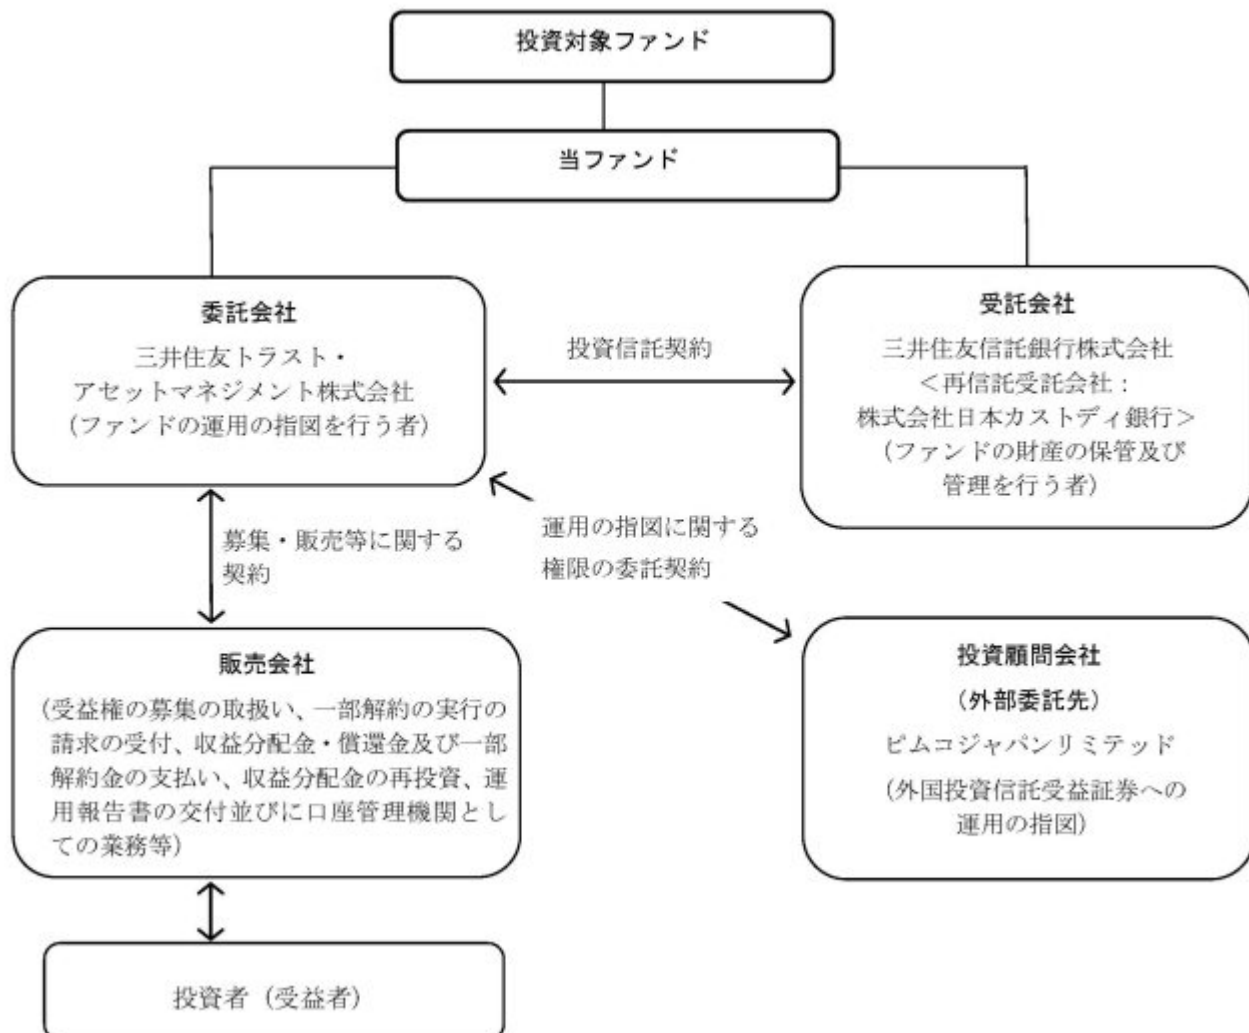 投資対象ファンド
当ファンド
委託会社
三井住友トラスト・
アセットマネジメント株式会社
(ファンドの運用の指図を行う者)
投資信託契約
受託会社
三井住友信託銀行株式会社
＜再信託受託会社：
株式会社日本カストディ銀行＞
(ファンドの財産の保管及び
管理を行う者)
募集・販売等に関する
契約
運用の指図に関する
権限の委託契約
販売会社
(受益権の募集の取扱い、一部解約の実行の
請求の受付、収益分配金・償還金及び一部
解約金の支払い、収益分配金の再投資、運
用報告書の交付並びに口座管理機関とし
ての業務等)
投資顧問会社
(外部委託先)
ピムコジャパンリミテッド
(外国投資信託受益証券への
運用の指図)
投資者（受益者）